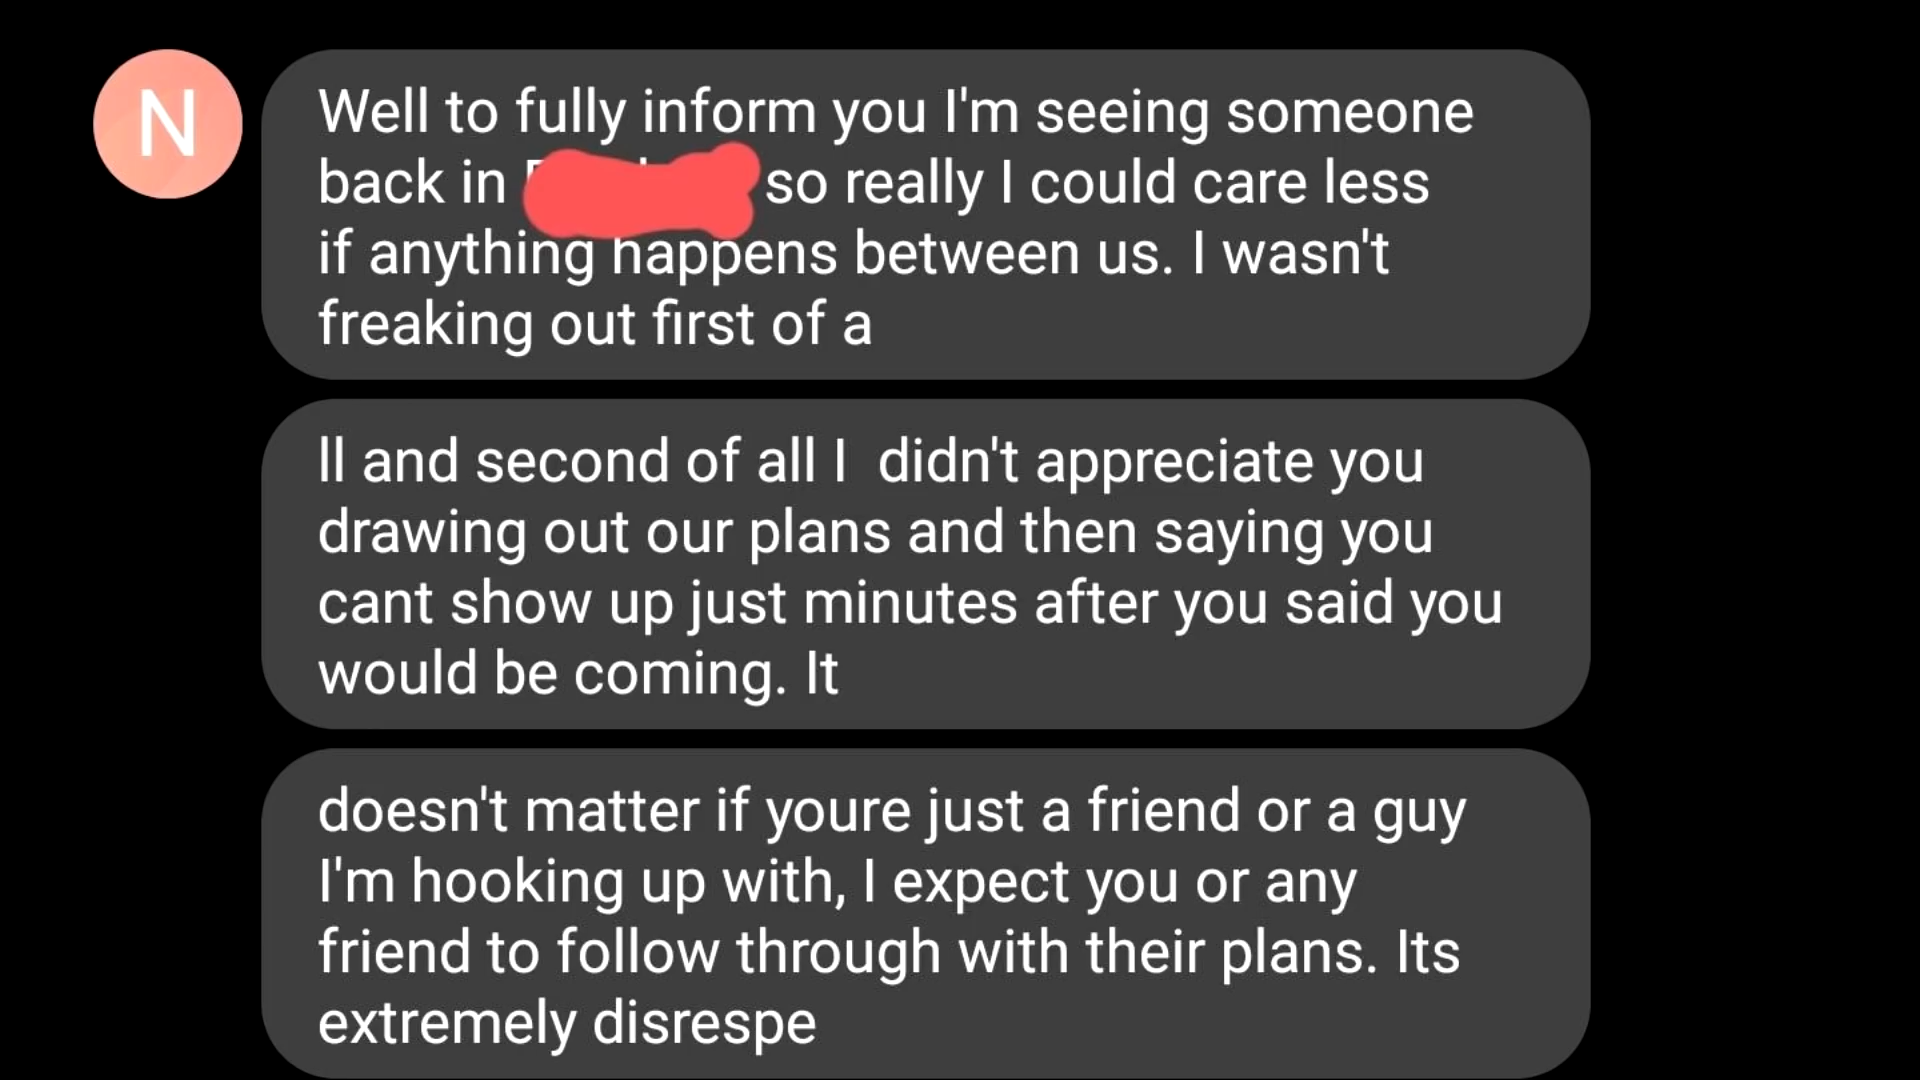 N
Well to fully inform you I'm seeing someone
back in so really I could care less
if anything happens between us. I wasn't
freaking out first of a
ll and second of all I  didn't appreciate you
drawing out our plans and then saying you
cant show up just minutes after you said you
would be coming. It
doesn't matter if youre just a friend or a guy
I'm hooking up with, I expect you or any
friend to follow through with their plans. Its
extremely disrespe